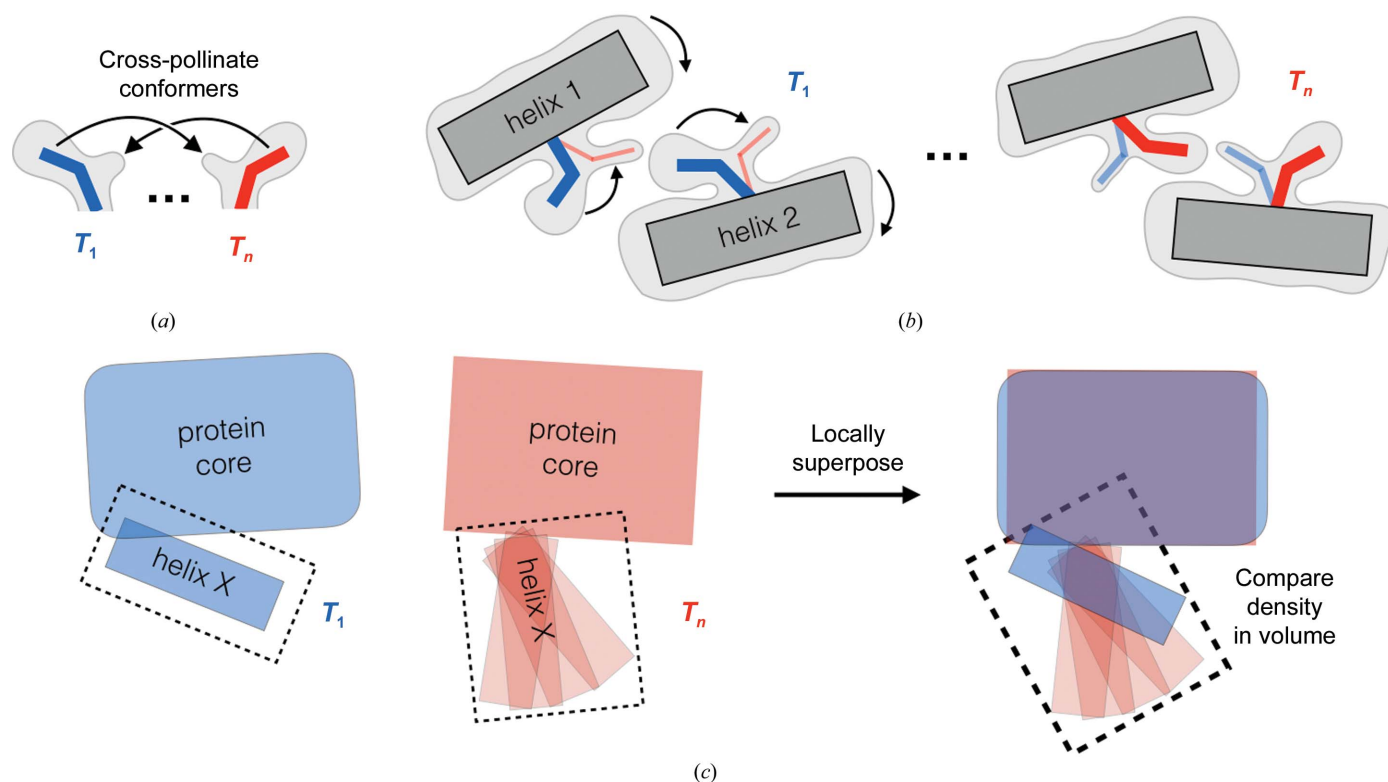 Cross-pollinate
conformers
T1
...
Tn
(a)
helix 1
T1
helix 2
...
Tn
(b)
protein
core
helix X
T1
protein
core
helix X
Tn
Locally
superpose
Compare
density
in volume
(c)